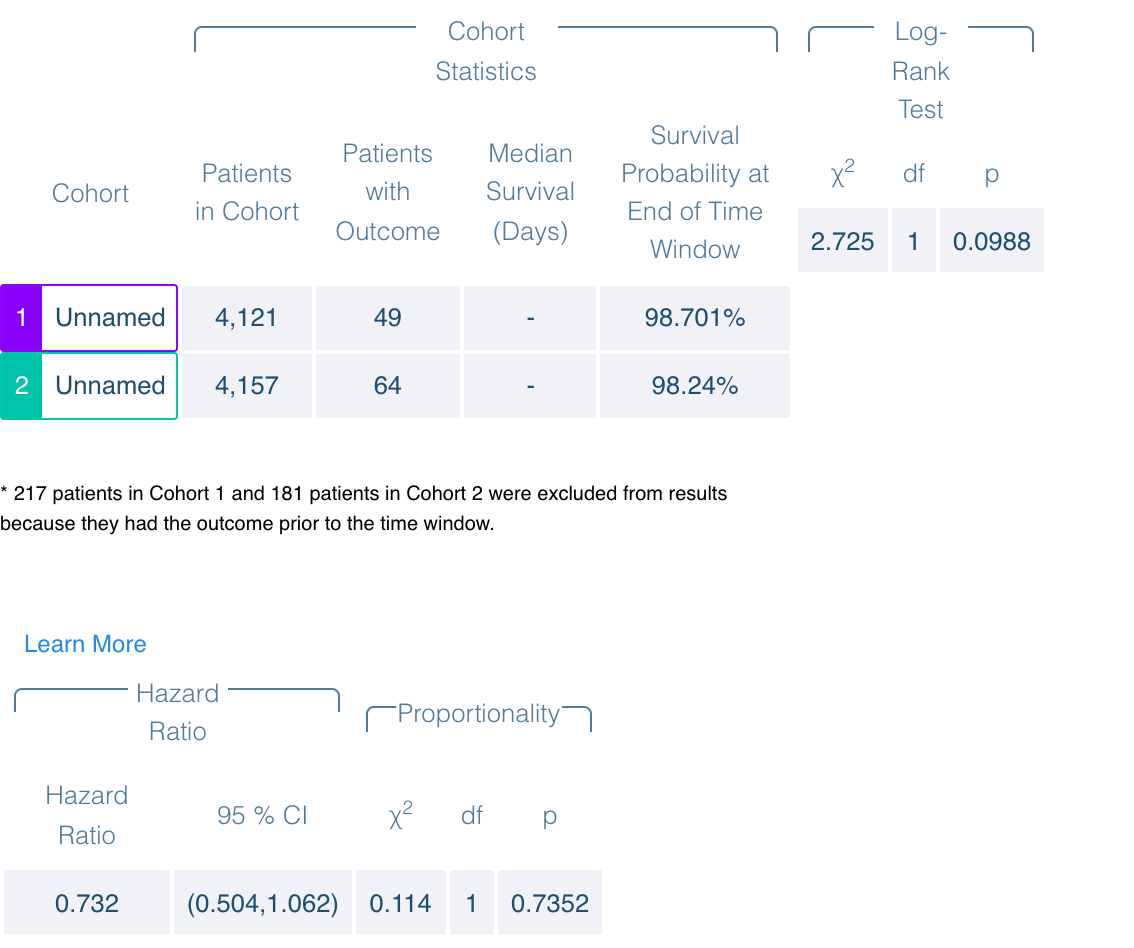 Cohort Statistics
Log-Rank Test
Cohort
Patients in Cohort
Patients with Outcome
Median Survival (Days)
Survival Probability at End of Time Window
χ² df p
2.725 1 0.0988
1 Unnamed 4,121 49 - 98.701%
2 Unnamed 4,157 64 - 98.24%
* 217 patients in Cohort 1 and 181 patients in Cohort 2 were excluded from results
because they had the outcome prior to the time window.
Learn More
Hazard Ratio
Proportionality
Hazard Ratio
95 % CI
χ² df p
0.732 (0.504,1.062) 0.114 1 0.7352